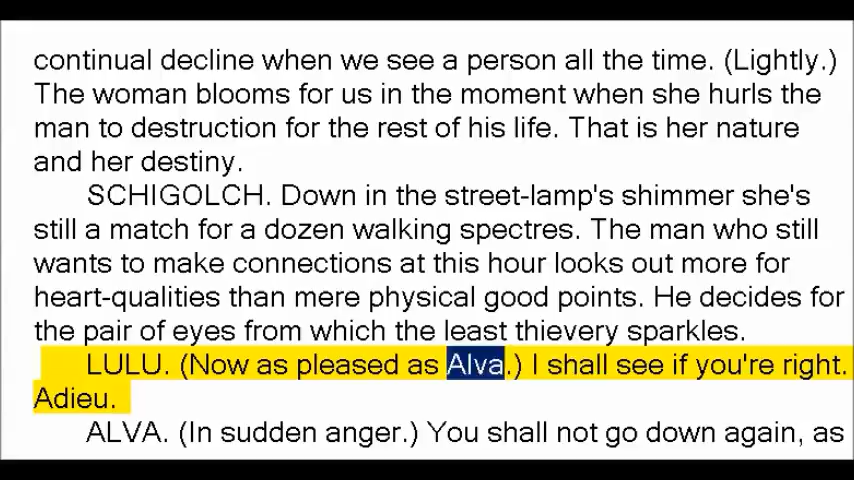 continual decline when we see a person all the time. (Lightly.)
The woman blooms for us in the moment when she hurls the
man to destruction for the rest of his life. That is her nature
and her destiny.
SCHIGOLCH. Down in the street-lamp's shimmer she's
still a match for a dozen walking spectres. The man who still
wants to make connections at this hour looks out more for
heart-qualities than mere physical good points. He decides for
the pair of eyes from which the least thievery sparkles.
LULU. (Now as pleased as Alva.) I shall see if you're right.
Adieu.
ALVA. (In sudden anger.) You shall not go down again, as